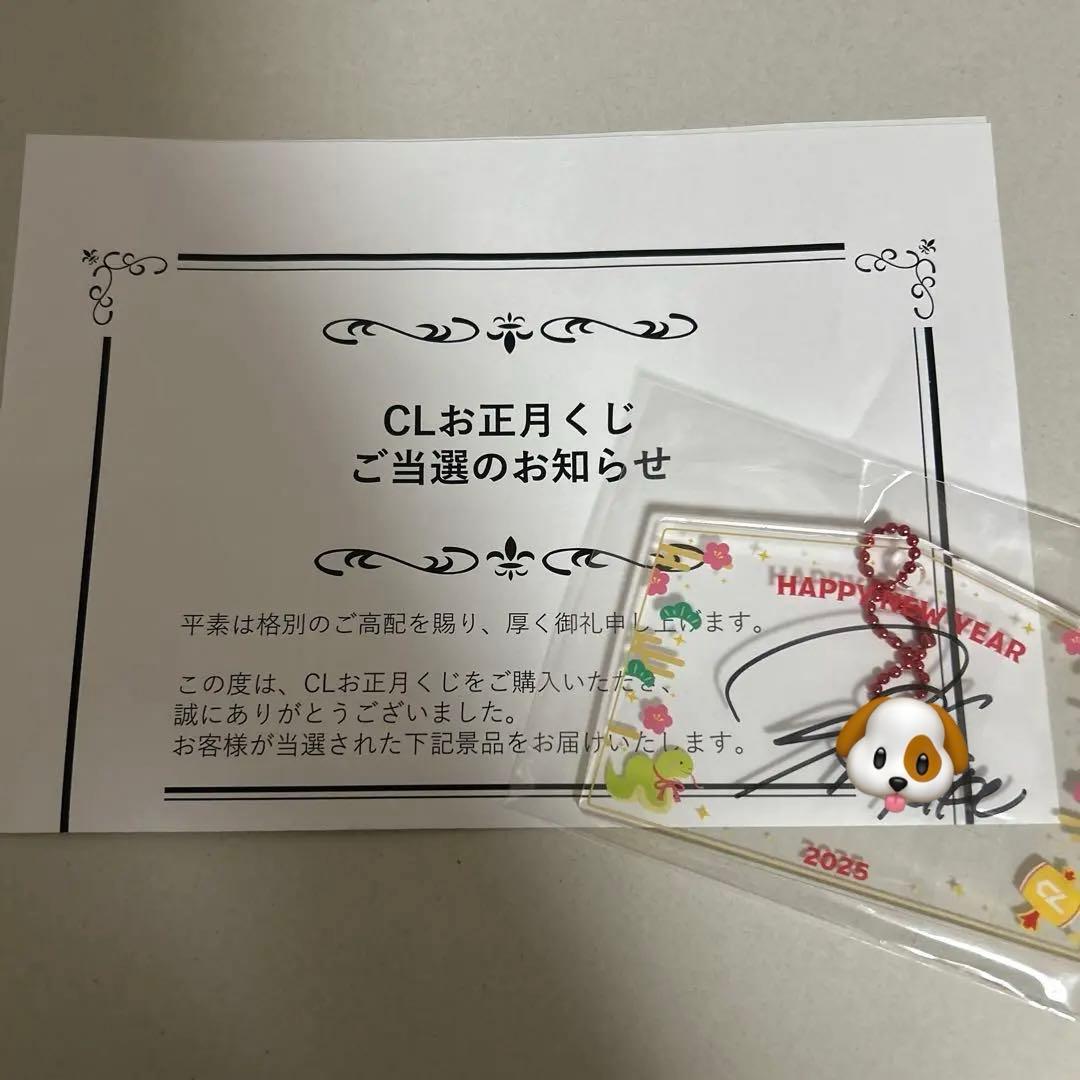 CLお正月くじ
ご当選のお知らせ
平素は格別のご高配を賜り、厚く御礼申し上げます。
この度は、CLお正月くじをご購入いただき、
誠にありがとうございました。
お客様が当選された下記景品をお届けいたします。
HAPPY NEW YEAR
2025
CL